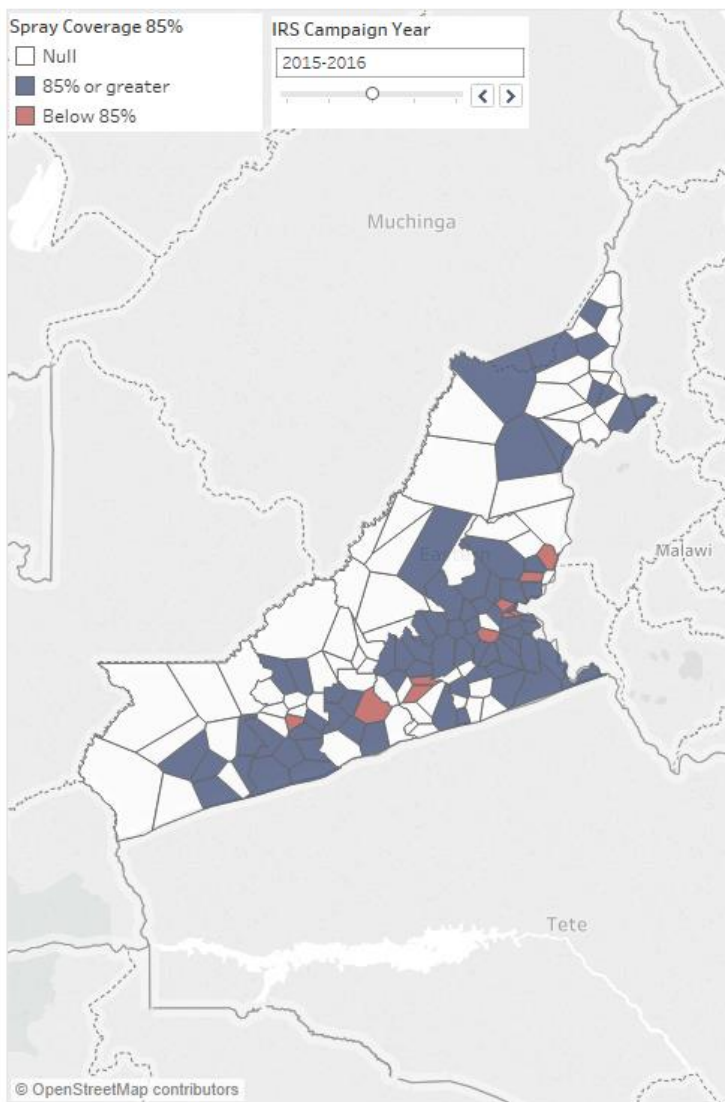 Spray Coverage 85%
Null
85% or greater
Below 85%
IRS Campaign Year
2015-2016
Muchinga
Eastern
Malawi
Tete
© OpenStreetMap contributors